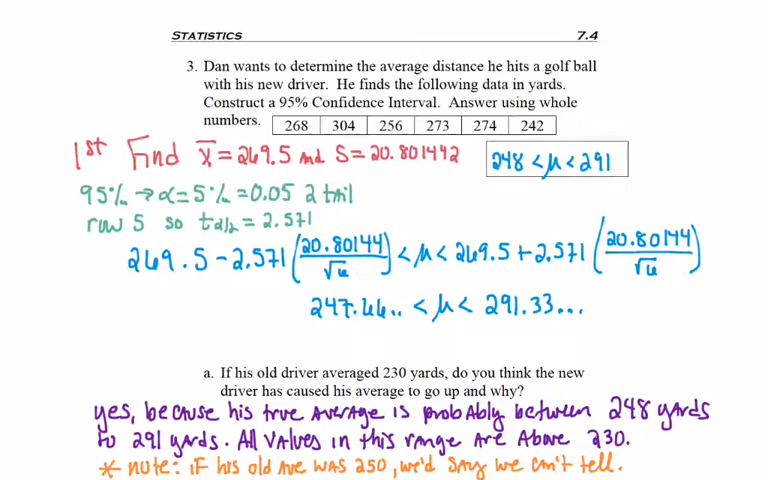 STATISTICS 7.4
3. Dan wants to determine the average distance he hits a golf ball
with his new driver. He finds the following data in yards.
Construct a 95% Confidence Interval. Answer using whole
numbers. 268 304 256 273 274 242
1st Find x̄ = 269.5 and S = 20.801442
248 < μ < 291
95% → α = 5% = 0.05 2 tail
row 5 so tα/2 = 2.571
269.5 - 2.571 (20.80144/√6) < μ < 269.5 + 2.571 (20.80144/√6)
247.66.. < μ < 291.33...
a. If his old driver averaged 230 yards, do you think the new
driver has caused his average to go up and why?
yes, because his true average is probably between 248 yards
to 291 yards. All values in this range are above 230.
* note: if his old ave was 250, we'd say we can't tell.